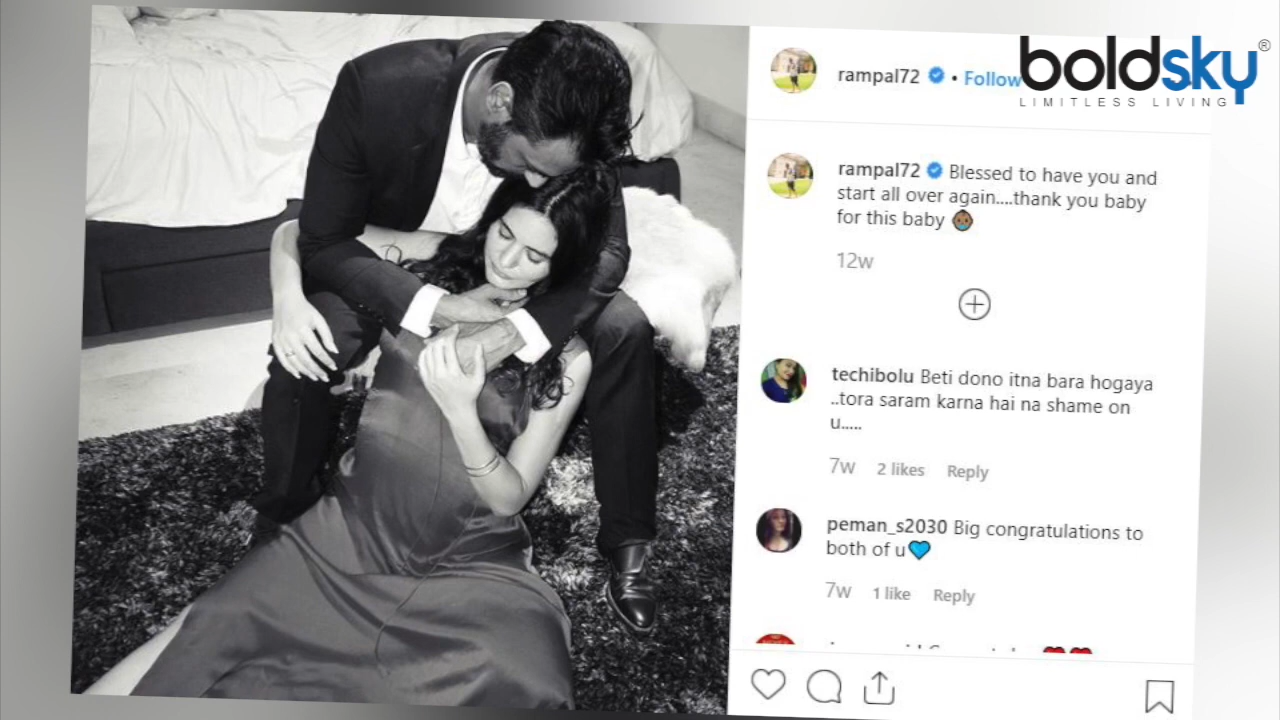 boldsky®
LIMITLESS LIVING
rampal72 • Follow
rampal72 Blessed to have you and
start all over again....thank you baby
for this baby 👶🏾
12w
techibolu Beti dono itna bara hogaya
..tora saram karna hai na shame on
u.....
7w 2 likes Reply
peman_s2030 Big congratulations to
both of u💙
7w 1 like Reply